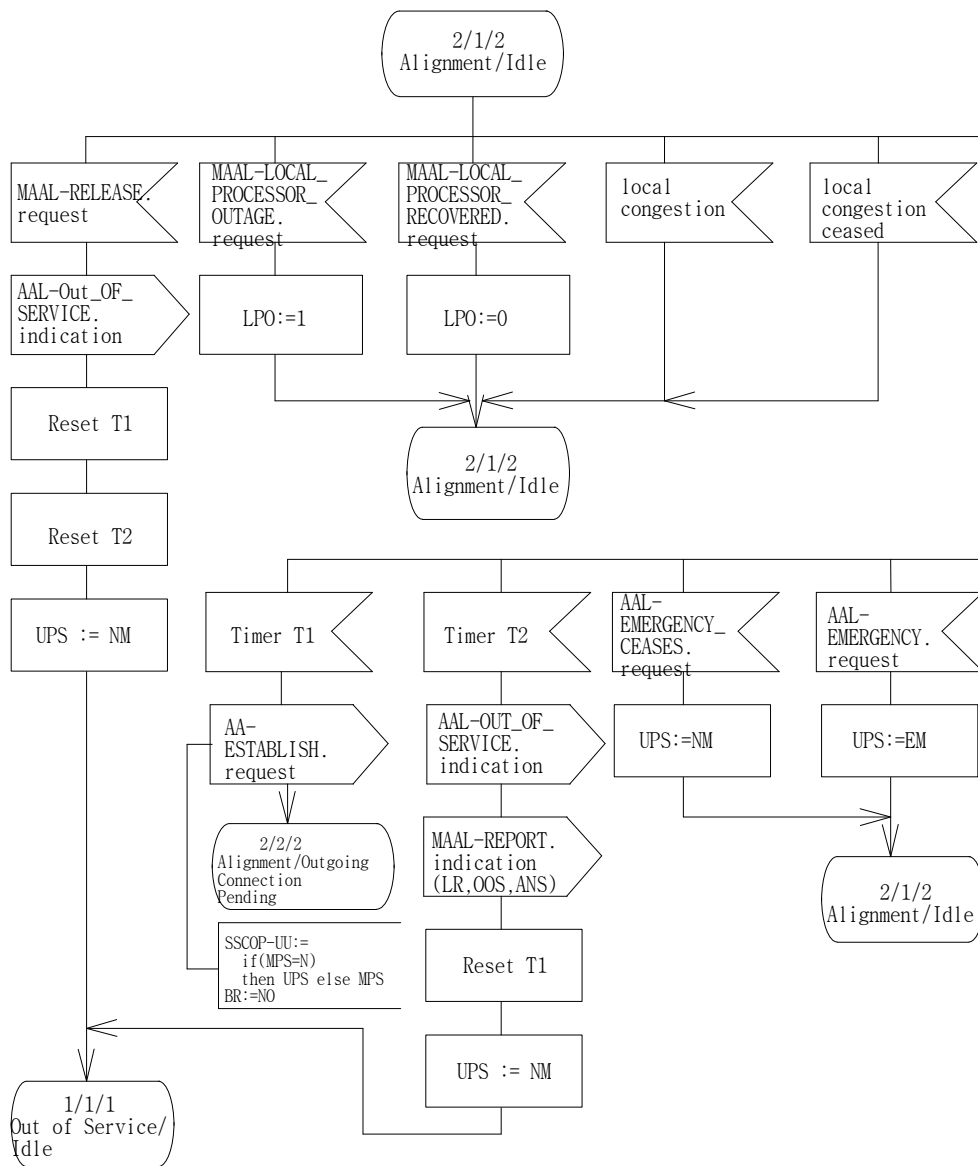 2/1/2
Alignment/Idle
MAAL-RELEASE.
request
MAAL-LOCAL_
PROCESSOR_
OUTAGE.
request
MAAL-LOCAL_
PROCESSOR_
RECOVERED.
request
local
congestion
local
congestion
ceased
AAL-Out_OF_
SERVICE.
indication
LPO:=1
LPO:=0
Reset T1
2/1/2
Alignment/Idle
Reset T2
UPS := NM
Timer T1
Timer T2
AAL-
EMERGENCY_
CEASES.
request
AAL-
EMERGENCY.
request
AA-
ESTABLISH.
request
AAL-OUT_OF_
SERVICE.
indication
UPS:=NM
UPS:=EM
2/2/2
Alignment/Outgoing
Connection
Pending
MAAL-REPORT.
indication
(LR,OOS,ANS)
2/1/2
Alignment/Idle
SSCOP-UU:=
if(MPS=N)
then UPS else MPS
BR:=NO
Reset T1
UPS := NM
1/1/1
Out of Service/
Idle